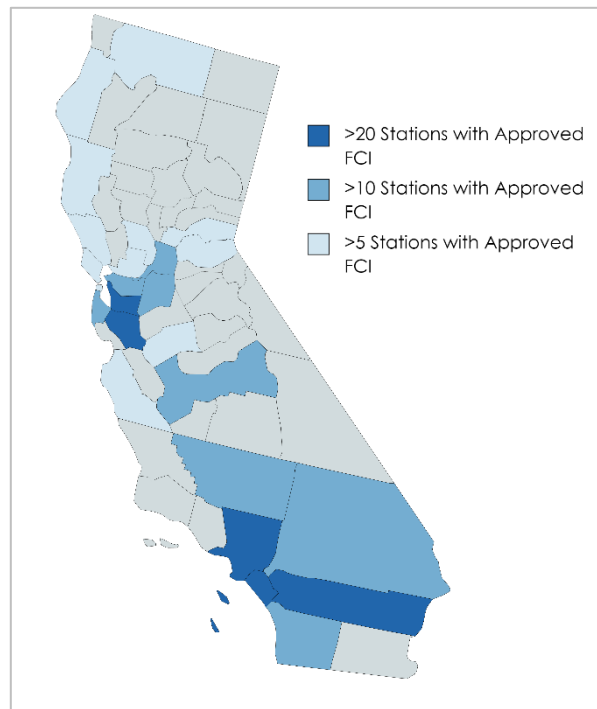 >20 Stations with Approved
FCI
>10 Stations with Approved
FCI
>5 Stations with Approved
FCI